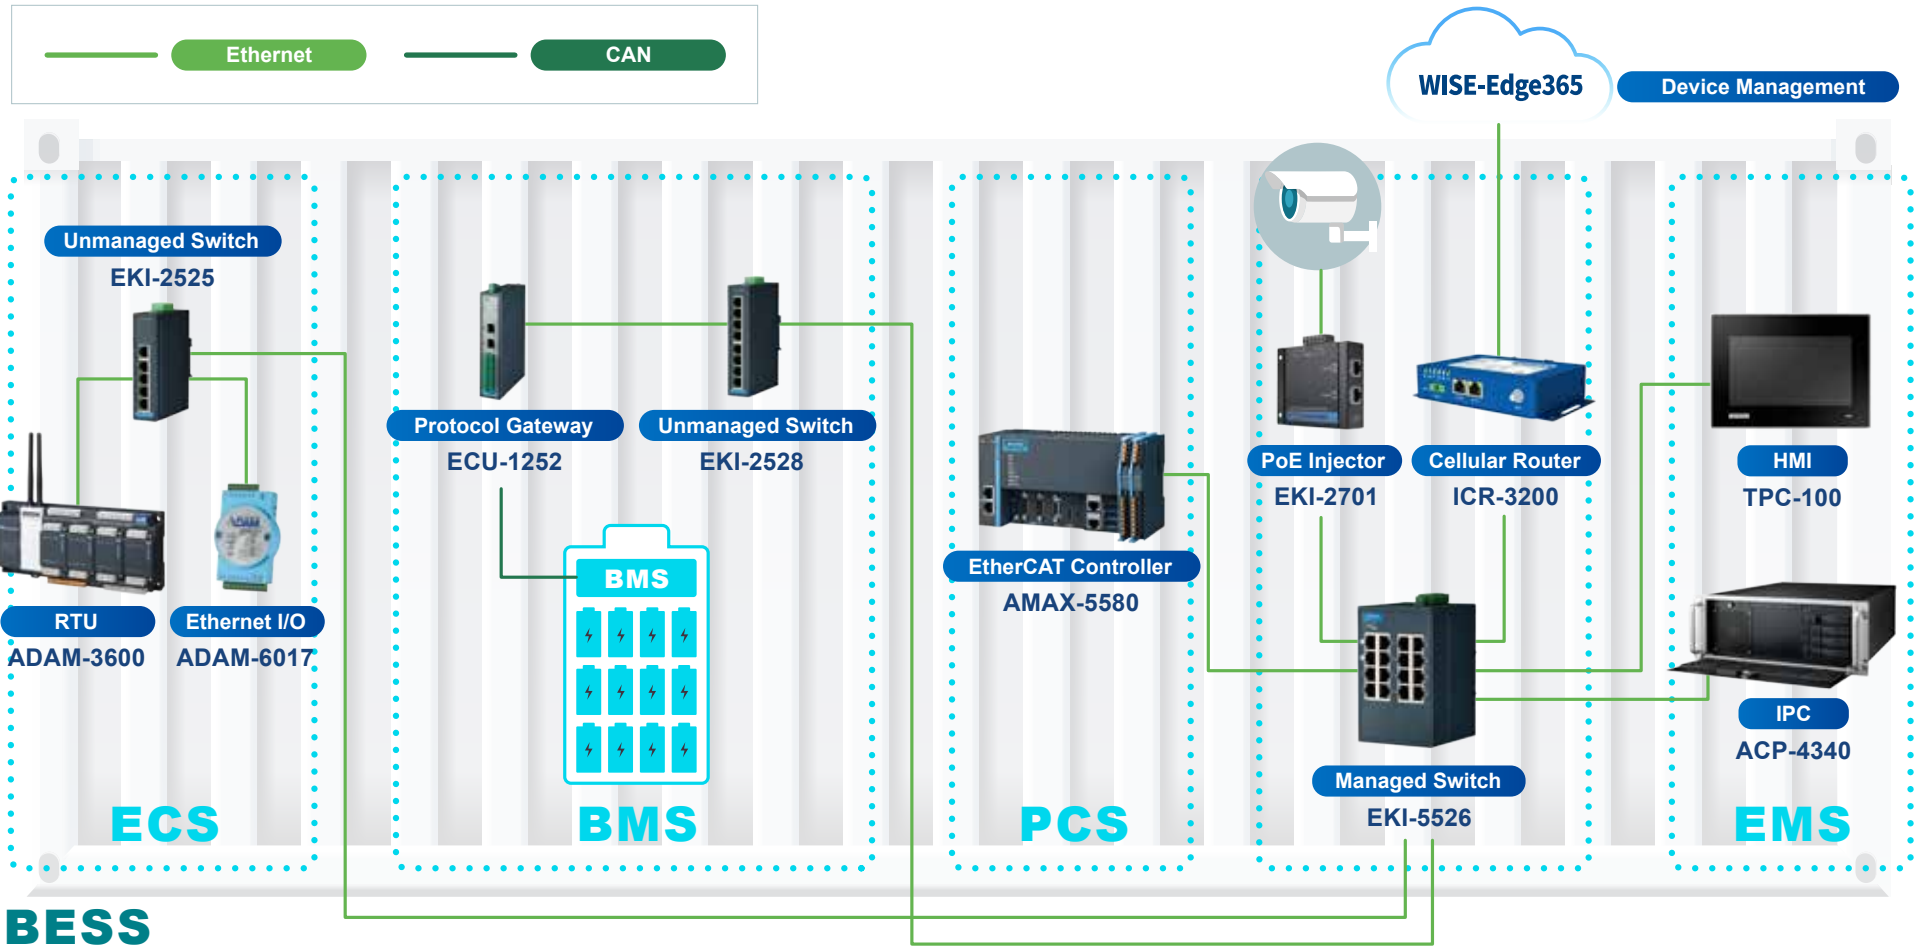 Ethernet
CAN
WISE-Edge365
Device Management
Unmanaged Switch
EKI-2525
RTU
ADAM-3600
Ethernet I/O
ADAM-6017
ADAM
ECS
Protocol Gateway
ECU-1252
Unmanaged Switch
EKI-2528
BMS
BMS
EtherCAT Controller
AMAX-5580
PCS
PoE Injector
EKI-2701
Cellular Router
ICR-3200
Managed Switch
EKI-5526
HMI
TPC-100
IPC
ACP-4340
EMS
BESS